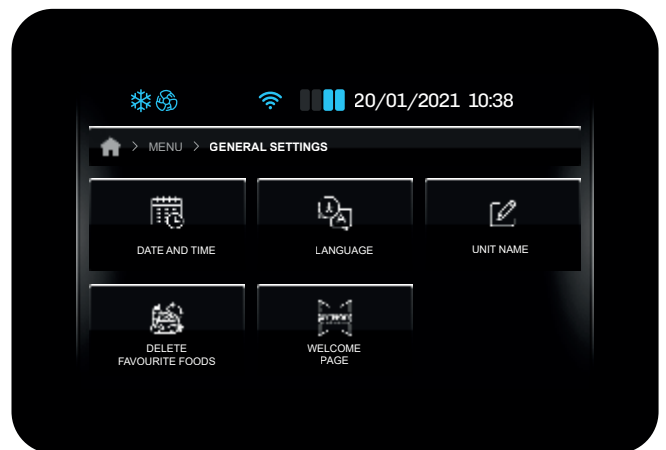 20/01/2021 10:38
> MENU > GENERAL SETTINGS
DATE AND TIME
LANGUAGE
UNIT NAME
DELETE
FAVOURITE FOODS
WELCOME
PAGE